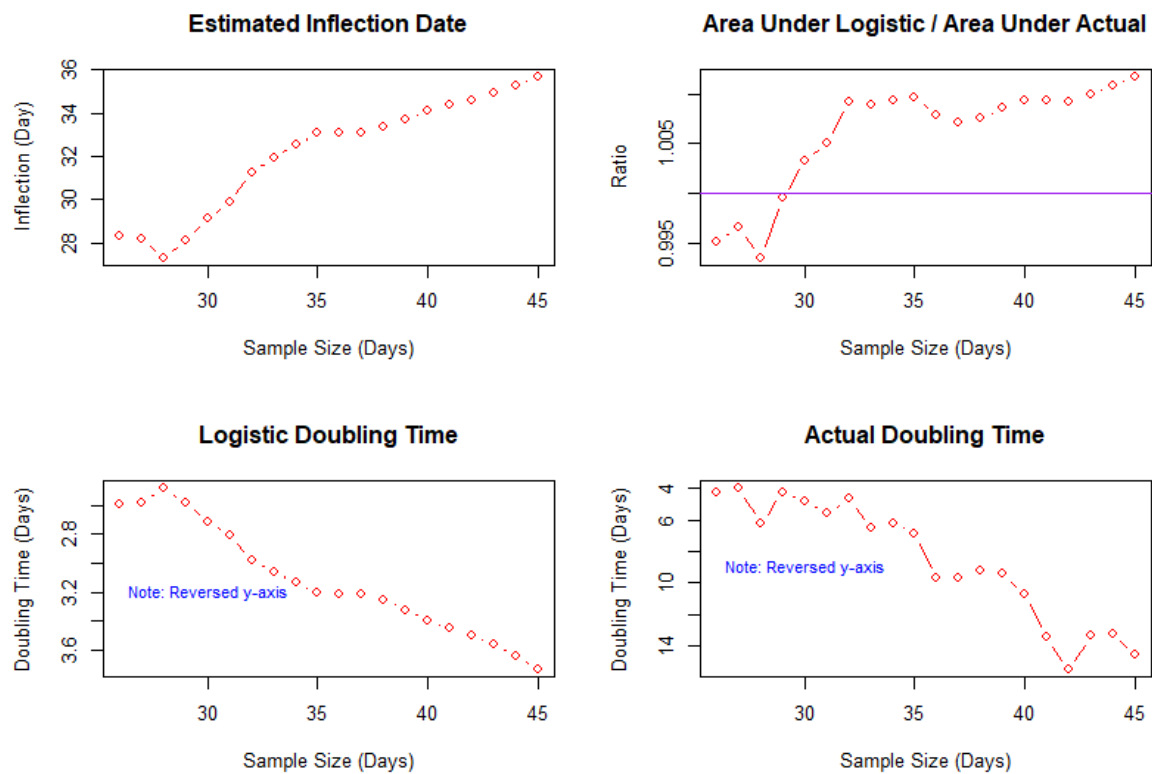 Estimated Inflection Date
Inflection (Day)
36
34
32
30
28
30 35 40 45
Sample Size (Days)
Area Under Logistic / Area Under Actual
Ratio
1.005
0.995
30 35 40 45
Sample Size (Days)
Logistic Doubling Time
Doubling Time (Days)
2.8
3.2
3.6
Note: Reversed y-axis
30 35 40 45
Sample Size (Days)
Actual Doubling Time
Doubling Time (Days)
4
6
10
14
Note: Reversed y-axis
30 35 40 45
Sample Size (Days)